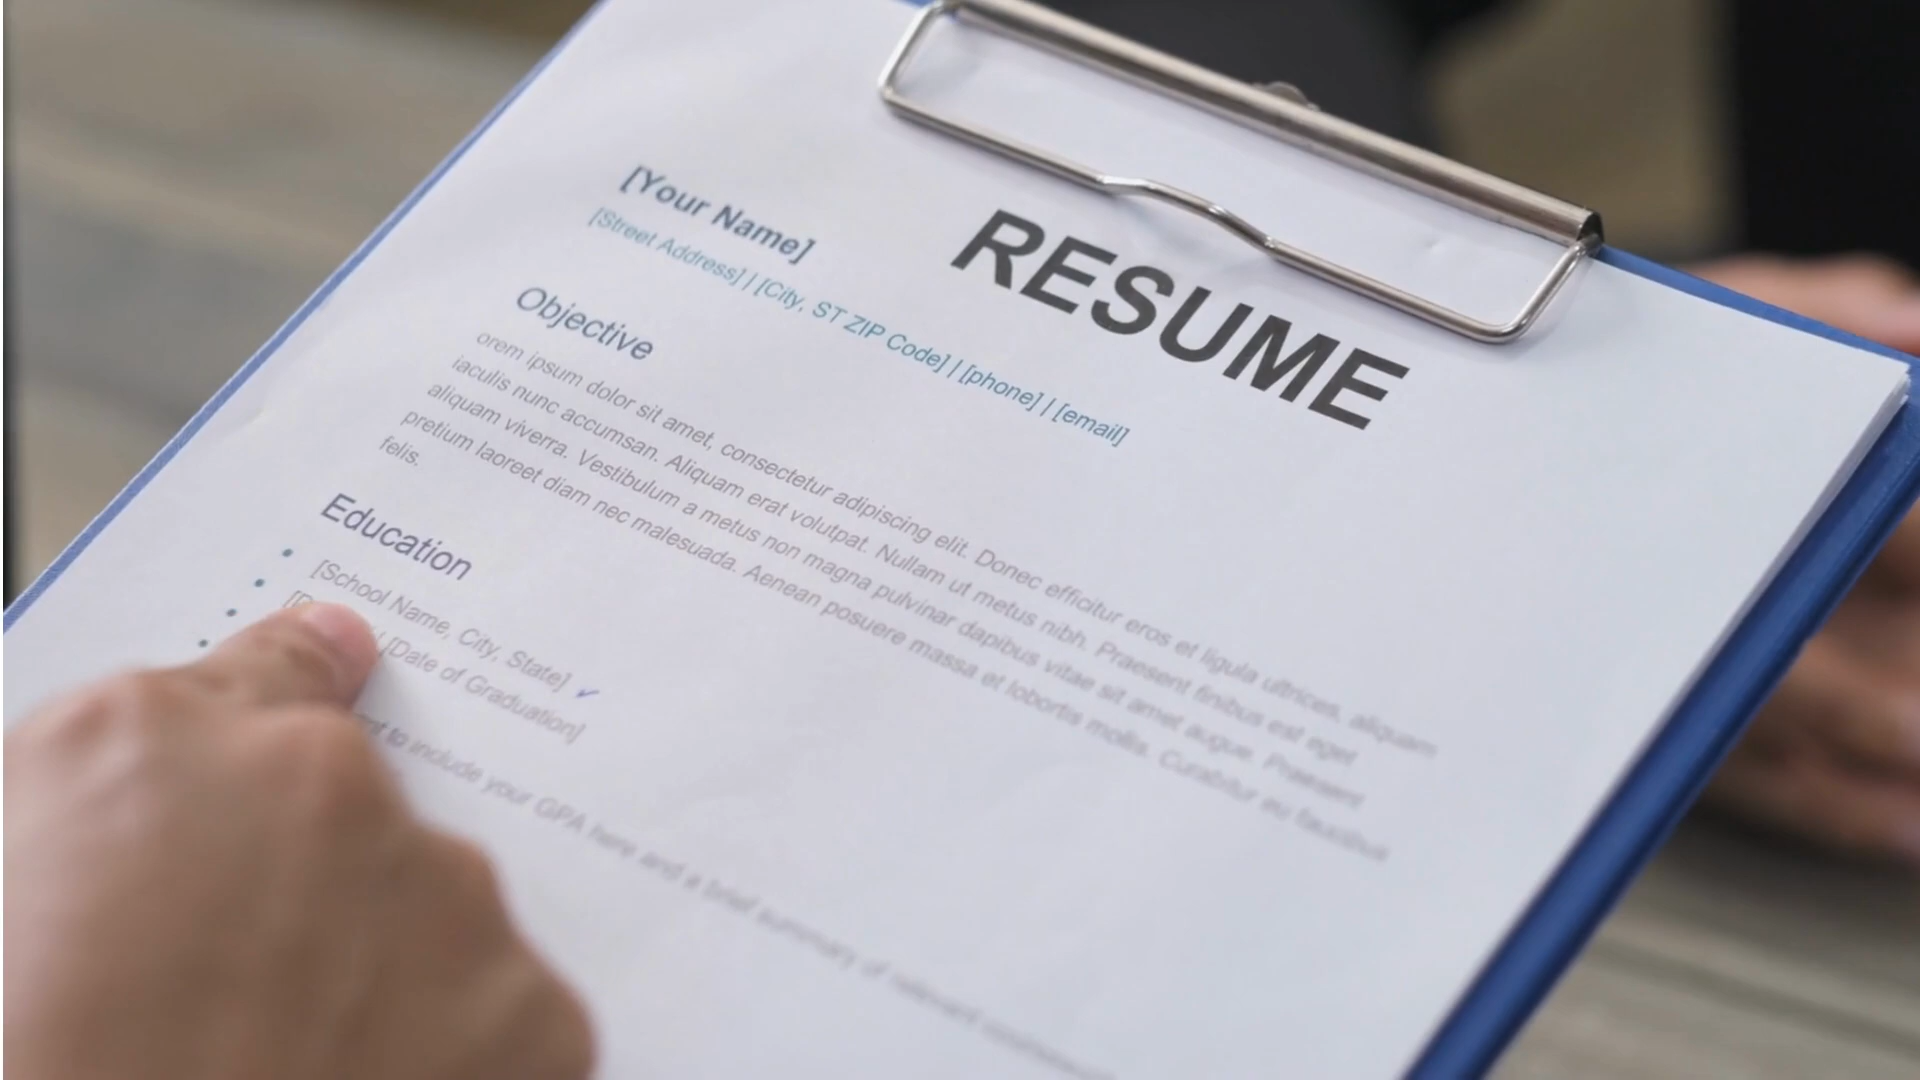 RESUME
[Your Name]
[Street Address] | [City, ST ZIP Code] | [phone] | [email]
Objective
orem ipsum dolor sit amet, consectetur adipiscing elit. Donec efficitur eros et ligula ultrices, aliquam
iaculis nunc accumsan. Aliquam erat volutpat. Nullam ut metus nibh. Praesent finibus est eget
aliquam viverra. Vestibulum a metus non magna pulvinar dapibus vitae sit amet augue. Praesent
pretium laoreet diam nec malesuada. Aenean posuere massa et lobortis mollis. Curabitur eu faucibus
felis.
Education
[School Name, City, State]
[Date of Graduation]
to include your GPA here and a brief summary of relevant